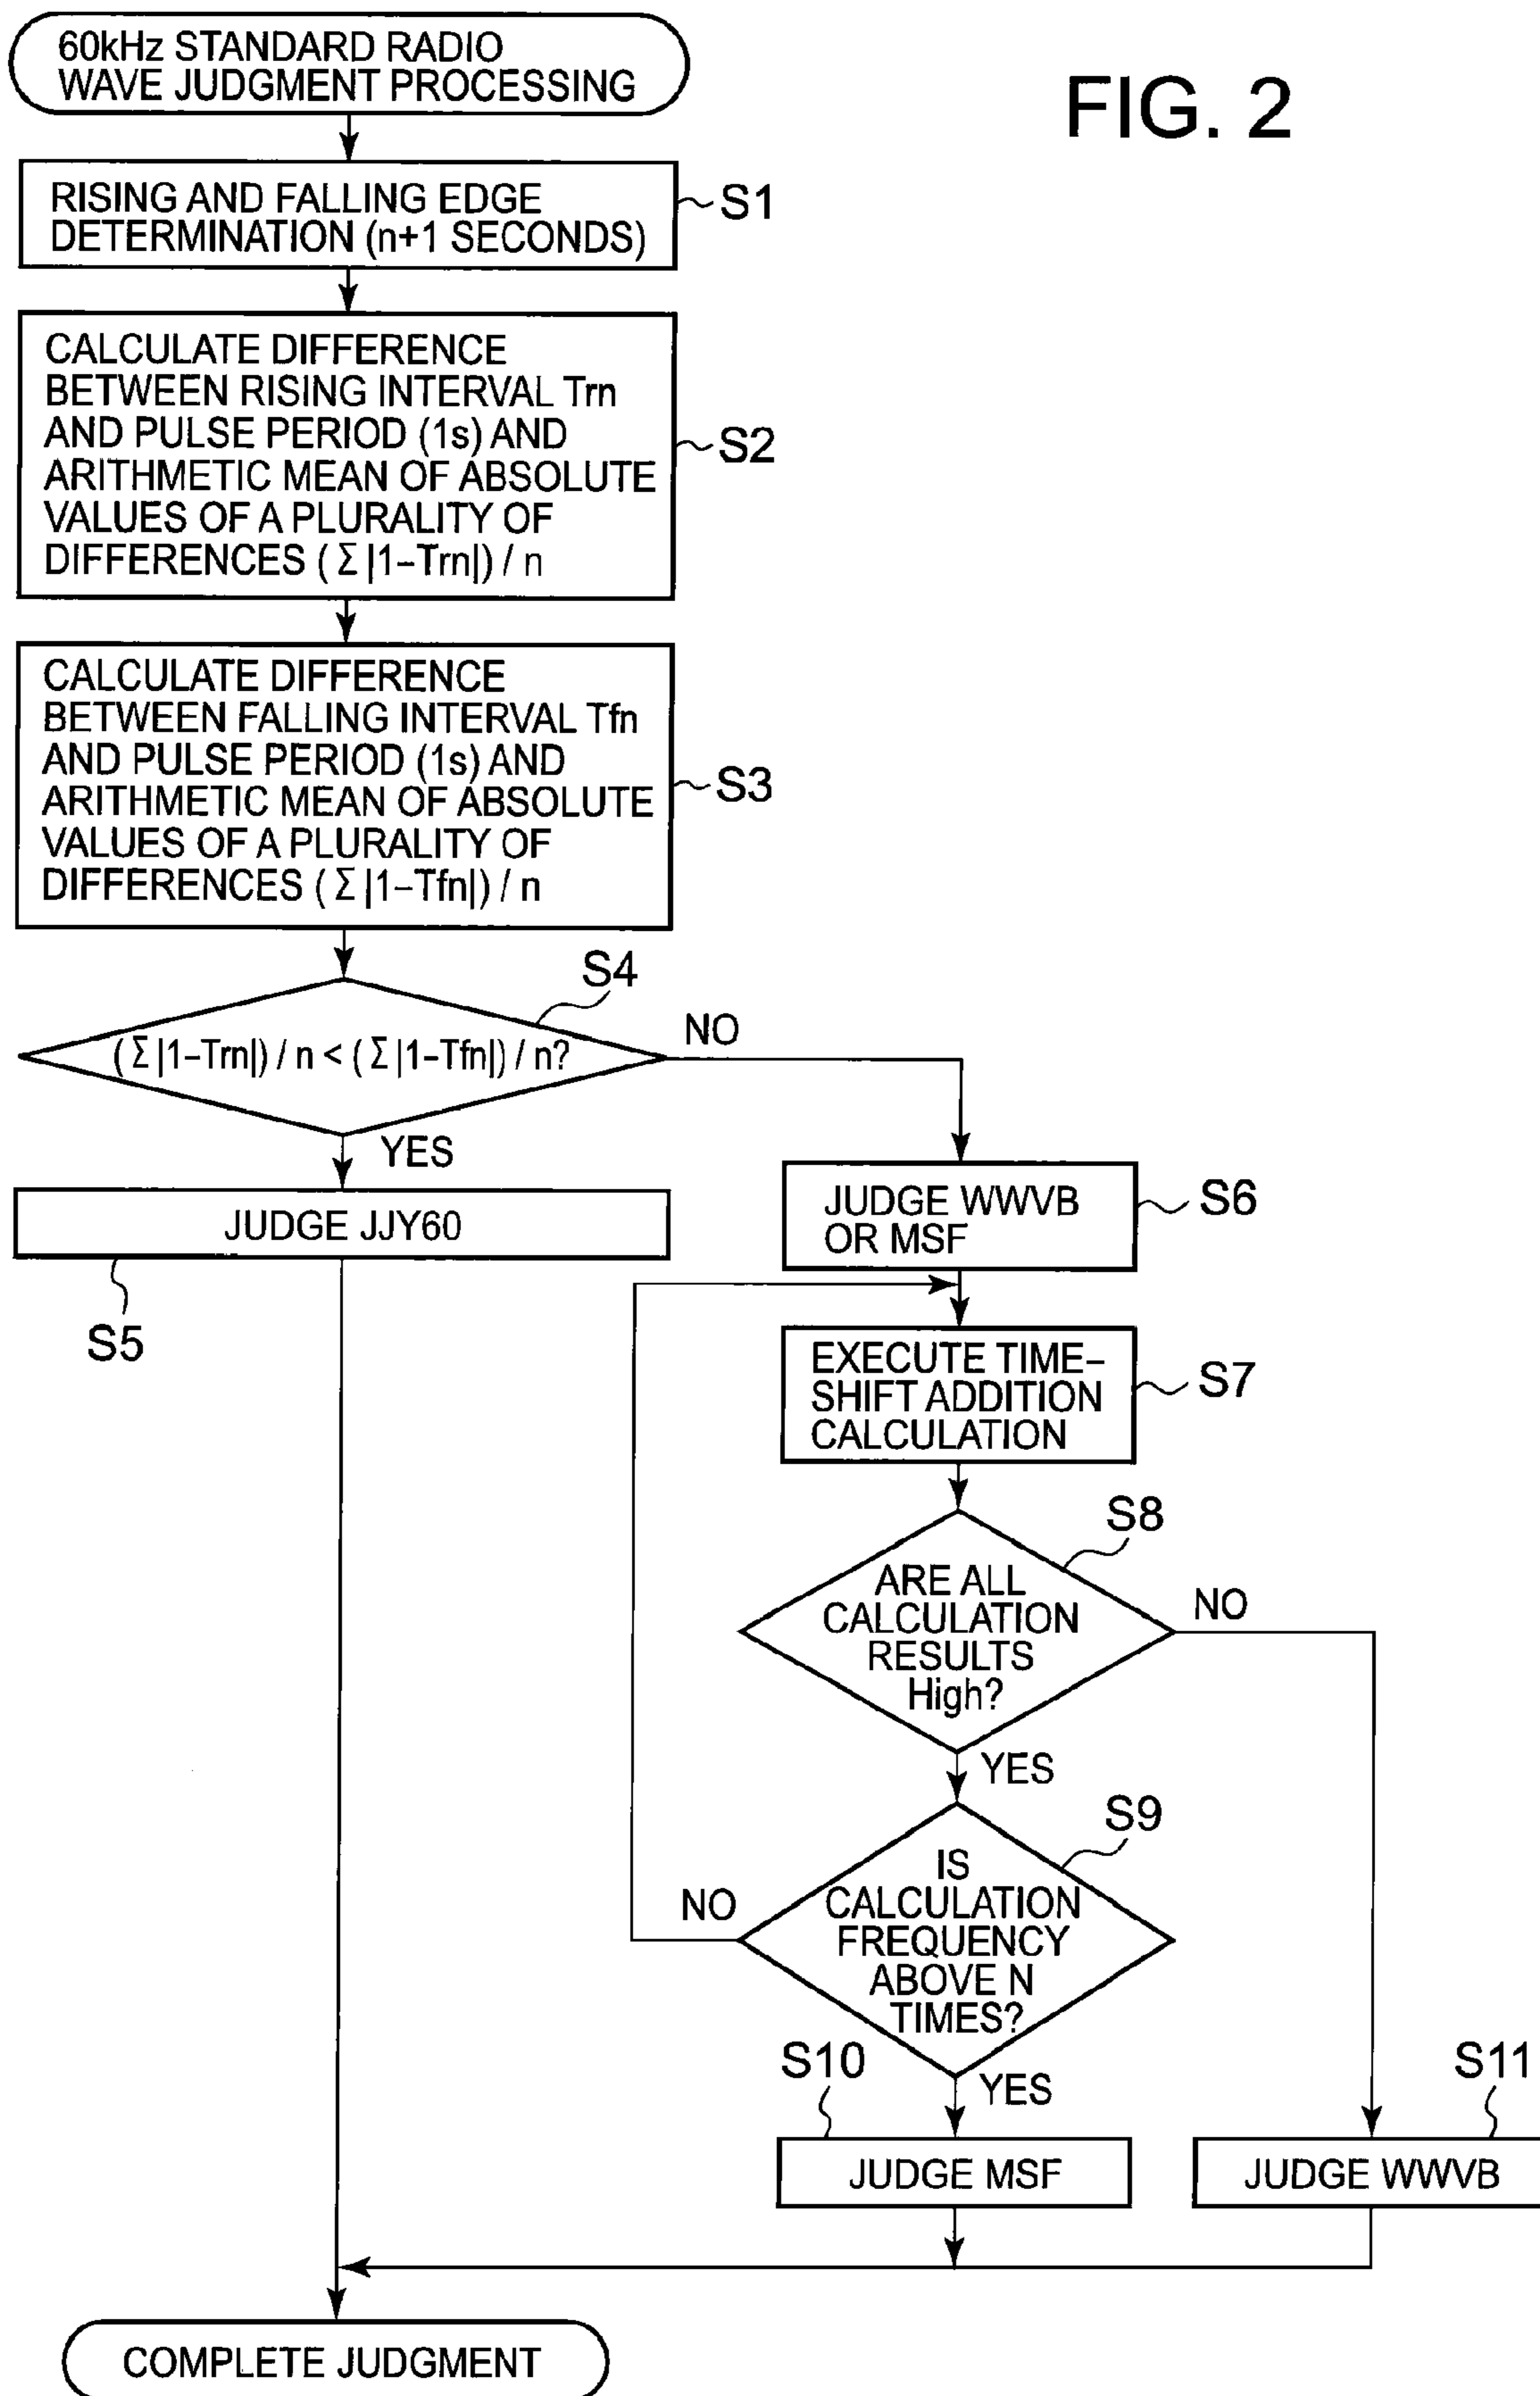 60kHz STANDARD RADIO
WAVE JUDGMENT PROCESSING
FIG. 2
RISING AND FALLING EDGE
DETERMINATION (n+1 SECONDS)
S1
CALCULATE DIFFERENCE
BETWEEN RISING INTERVAL Trn
AND PULSE PERIOD (1s) AND
ARITHMETIC MEAN OF ABSOLUTE
VALUES OF A PLURALITY OF
DIFFERENCES (Σ|1–Trn|) / n
S2
CALCULATE DIFFERENCE
BETWEEN FALLING INTERVAL Tfn
AND PULSE PERIOD (1s) AND
ARITHMETIC MEAN OF ABSOLUTE
VALUES OF A PLURALITY OF
DIFFERENCES (Σ|1–Tfn|) / n
S3
S4
(Σ|1–Trn|) / n < (Σ|1–Tfn|) / n?
NO
YES
JUDGE JJY60
S5
JUDGE WWVB
OR MSF
S6
EXECUTE TIME–
SHIFT ADDITION
CALCULATION
S7
S8
ARE ALL
CALCULATION
RESULTS
High?
NO
YES
S9
IS
CALCULATION
FREQUENCY
ABOVE N
TIMES?
NO
YES
S10
JUDGE MSF
S11
JUDGE WWVB
COMPLETE JUDGMENT